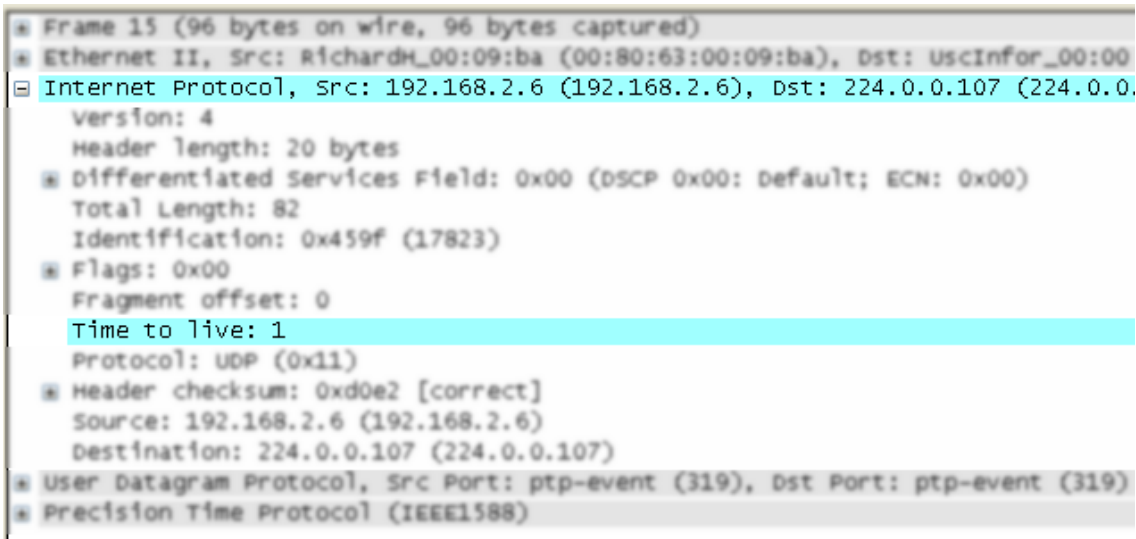 Frame 15 (96 bytes on wire, 96 bytes captured)
Ethernet II, Src: RichardH_00:09:ba (00:80:63:00:09:ba), Dst: UscInfor_00:00
Internet Protocol, Src: 192.168.2.6 (192.168.2.6), Dst: 224.0.0.107 (224.0.0.
Version: 4
Header length: 20 bytes
Differentiated Services Field: 0x00 (DSCP 0x00: Default; ECN: 0x00)
Total Length: 82
Identification: 0x459f (17823)
Flags: 0x00
Fragment offset: 0
Time to live: 1
Protocol: UDP (0x11)
Header checksum: 0xd0e2 [correct]
Source: 192.168.2.6 (192.168.2.6)
Destination: 224.0.0.107 (224.0.0.107)
User Datagram Protocol, Src Port: ptp-event (319), Dst Port: ptp-event (319)
Precision Time Protocol (IEEE1588)